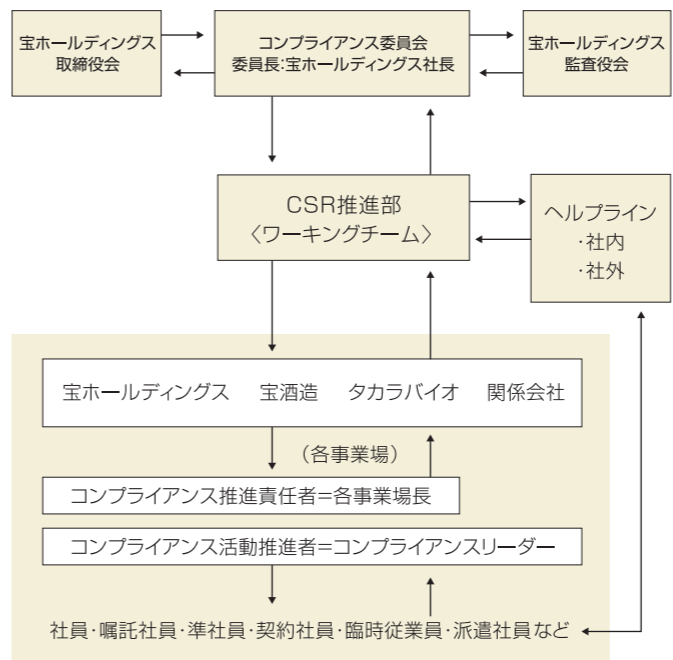 宝ホールディングス
取締役会
コンプライアンス委員会
委員長:宝ホールディングス社長
宝ホールディングス
監査役会
CSR推進部
〈ワーキングチーム〉
ヘルプライン
・社内
・社外
宝ホールディングス 宝酒造 タカラバイオ 関係会社
(各事業場)
コンプライアンス推進責任者=各事業場長
コンプライアンス活動推進者=コンプライアンスリーダー
社員・嘱託社員・準社員・契約社員・臨時従業員・派遣社員など